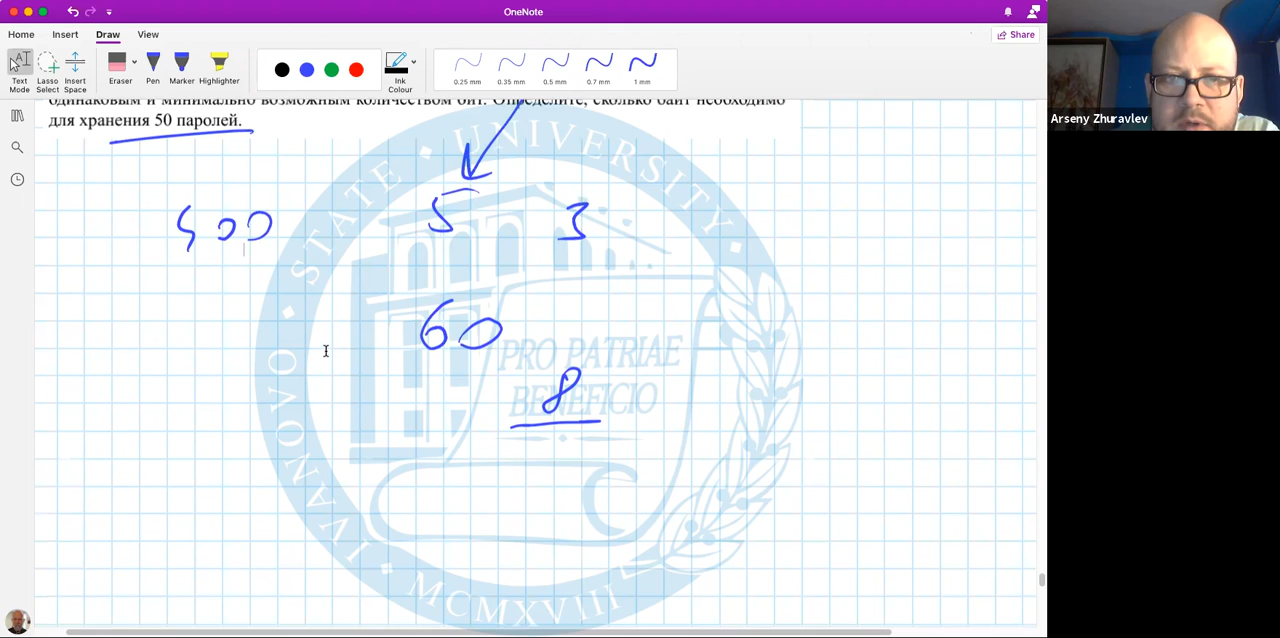 OneNote
Home Insert Draw View
Share
Text Mode
Lasso Select
Insert Space
Eraser
Pen
Marker
Highlighter
Ink Colour
0.25 mm
0.35 mm
0.5 mm
0.7 mm
1 mm
Arseny Zhuravlev
одинаковым и минимально возможным количеством бит. Определите, сколько байт необходимо
для хранения 50 паролей.
5 3
60
8
IVANOVO • STATE • UNIVERSITY •
PRO PATRIAE
BENEFICIO
• MCMXVIII •